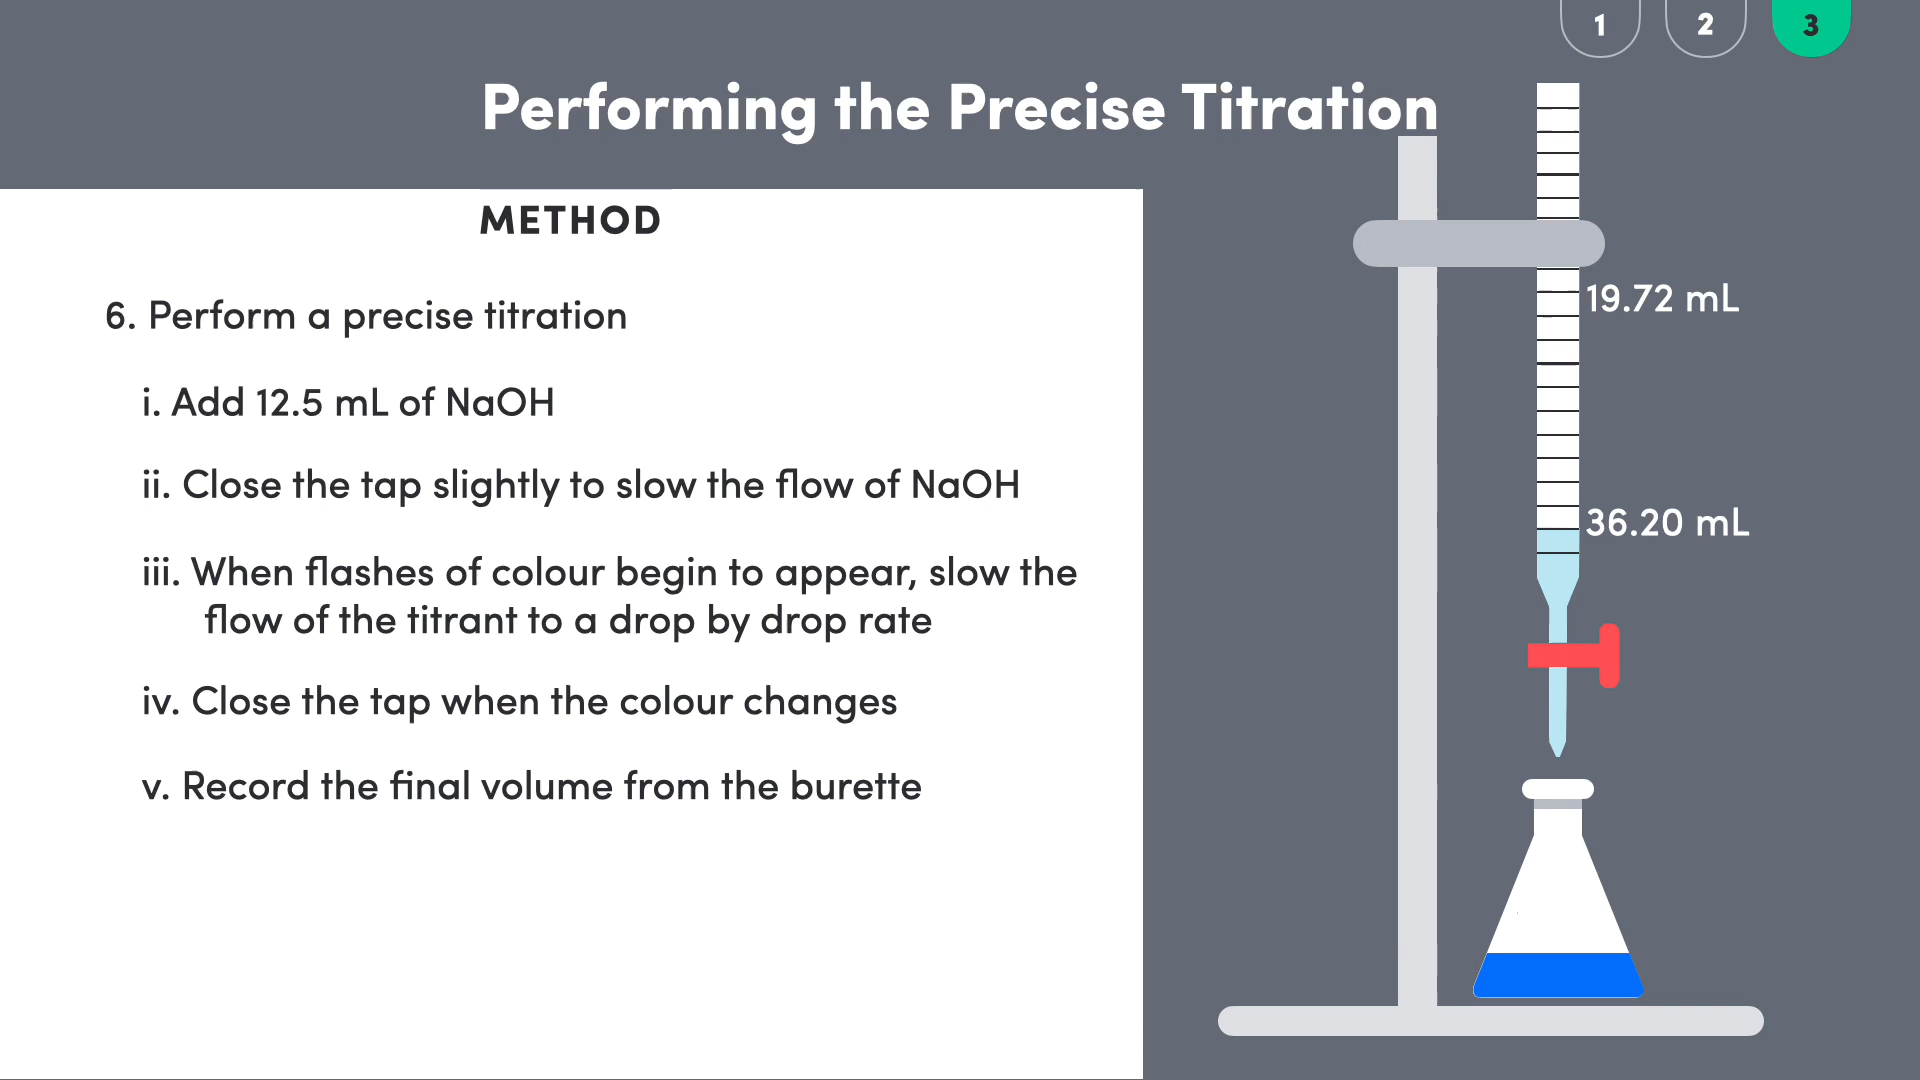 1 2 3
Performing the Precise Titration
METHOD
6. Perform a precise titration
i. Add 12.5 mL of NaOH
ii. Close the tap slightly to slow the flow of NaOH
iii. When flashes of colour begin to appear, slow the
flow of the titrant to a drop by drop rate
iv. Close the tap when the colour changes
v. Record the final volume from the burette
19.72 mL
36.20 mL